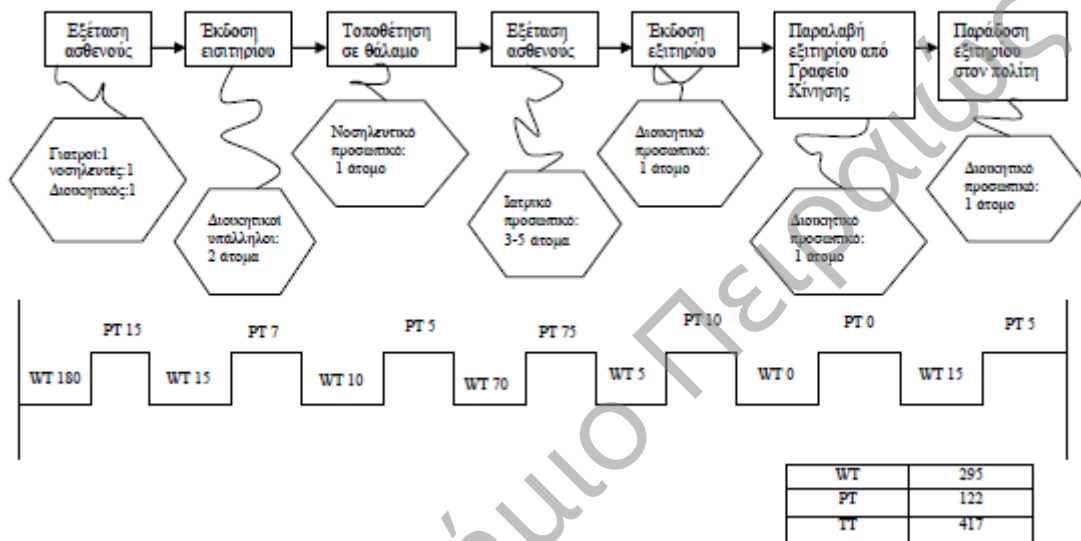 Εξέταση
ασθενούς
Έκδοση
εισιτηρίου
Τοποθέτηση
σε θάλαμο
Εξέταση
ασθενούς
Έκδοση
εξιτηρίου
Παραλαβή
εξιτηρίου από
Γραφείο
Κίνησης
Παράδοση
εξιτηρίου
στον πολίτη
Γιατροί:1
νοσηλευτές:1
Διοικητικός:1
Διοικητικοί
υπάλληλοι:
2 άτομα
Νοσηλευτικό
προσωπικό:
1 άτομο
Ιατρικό
προσωπικό:
3-5 άτομα
Διοικητικό
προσωπικό:
1 άτομο
Διοικητικό
προσωπικό:
1 άτομο
Διοικητικό
προσωπικό:
1 άτομο
PT 15 PT 7 PT 5 PT 75 PT 10 PT 0 PT 5
WT 180 WT 15 WT 10 WT 70 WT 5 WT 0 WT 15
WT 295
PT 122
TT 417
Πειραιώς